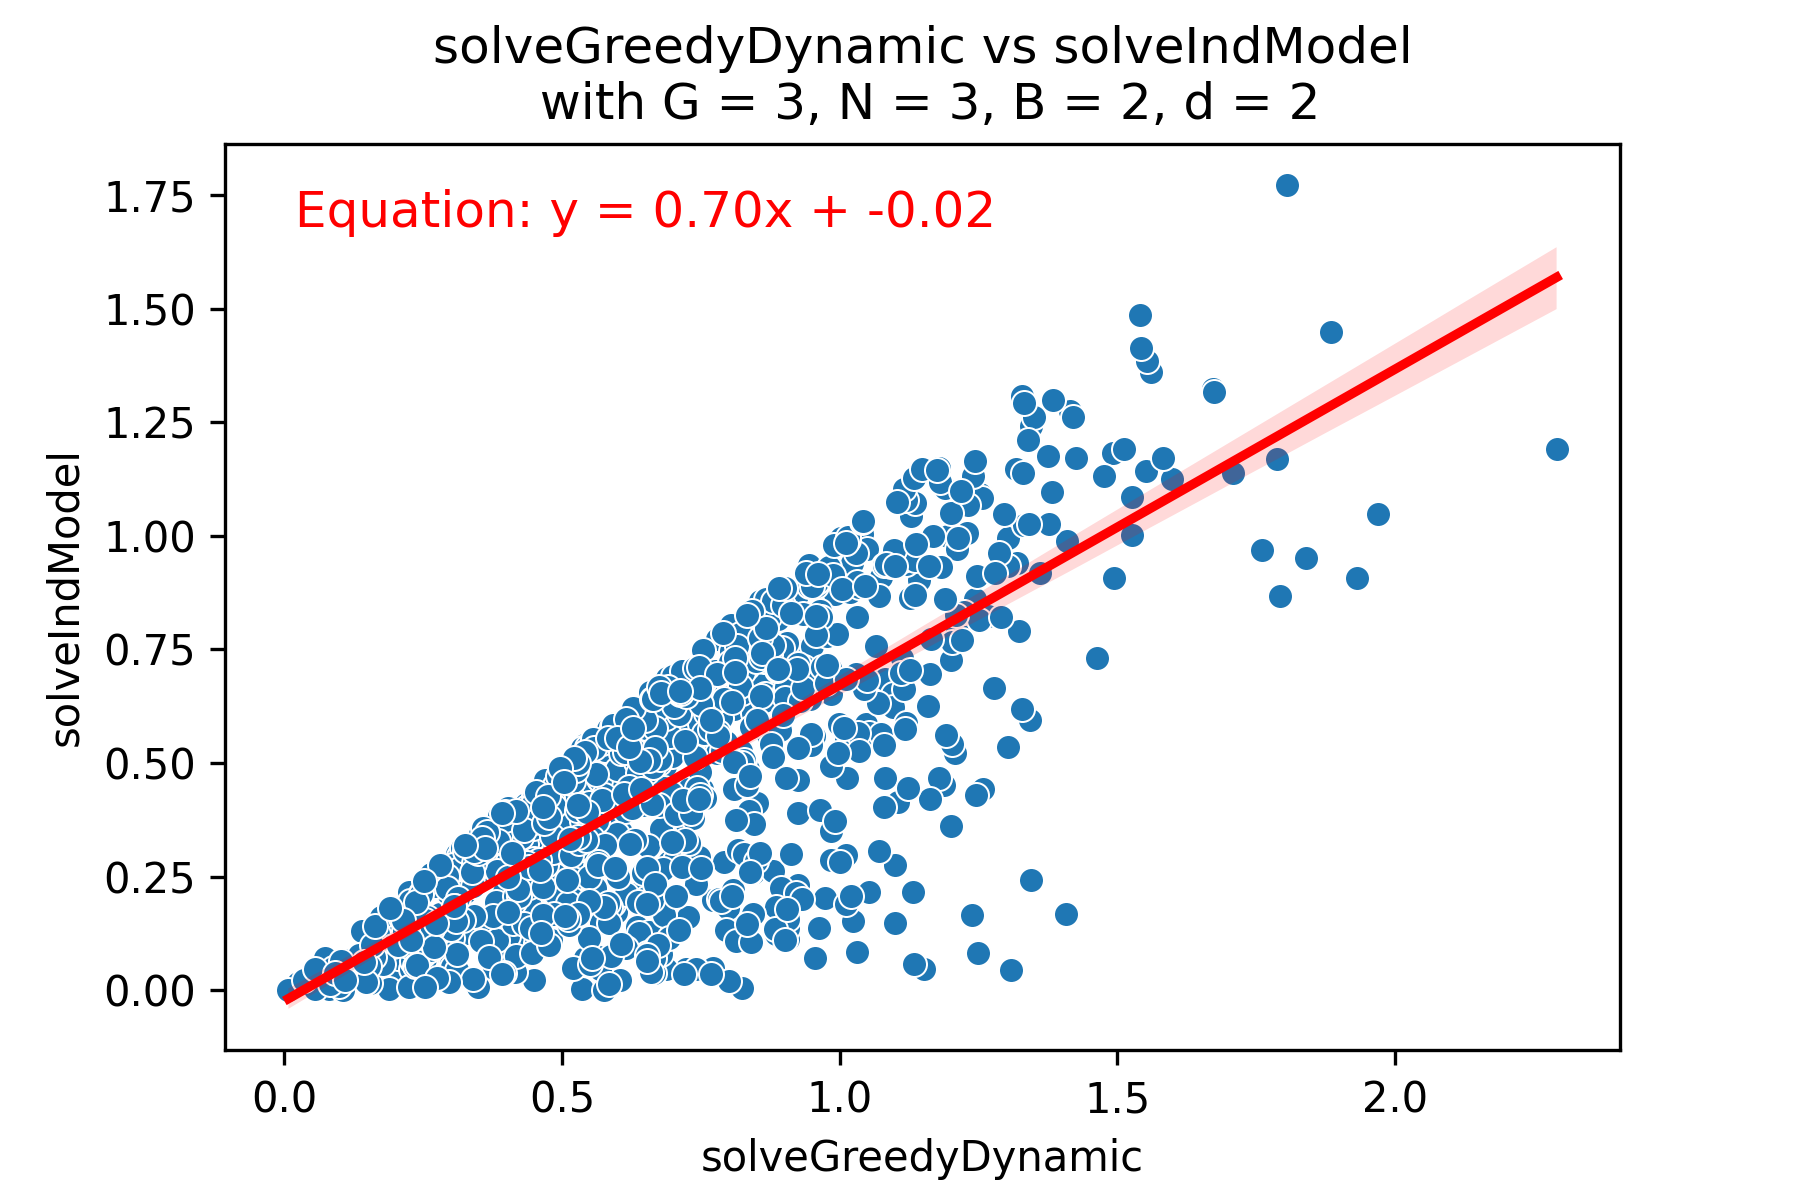 solveGreedyDynamic vs solveIndModel
with G = 3, N = 3, B = 2, d = 2
Equation: y = 0.70x + -0.02
1.75
1.50
1.25
1.00
0.75
0.50
0.25
0.00
solveIndModel
0.0 0.5 1.0 1.5 2.0
solveGreedyDynamic